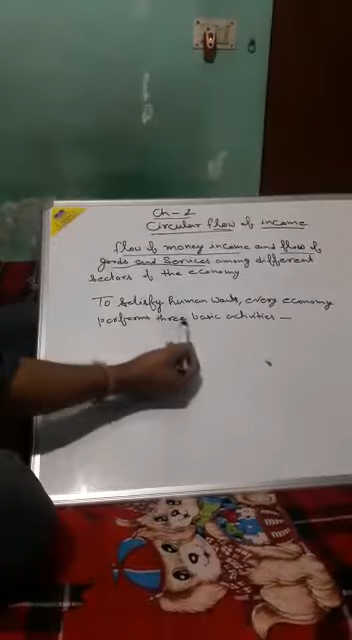 Ch-2
Circular flow of income
flow of money income and flow of
goods and services among different
sectors of the economy
To satisfy human wants, every economy
performs three basic activities —